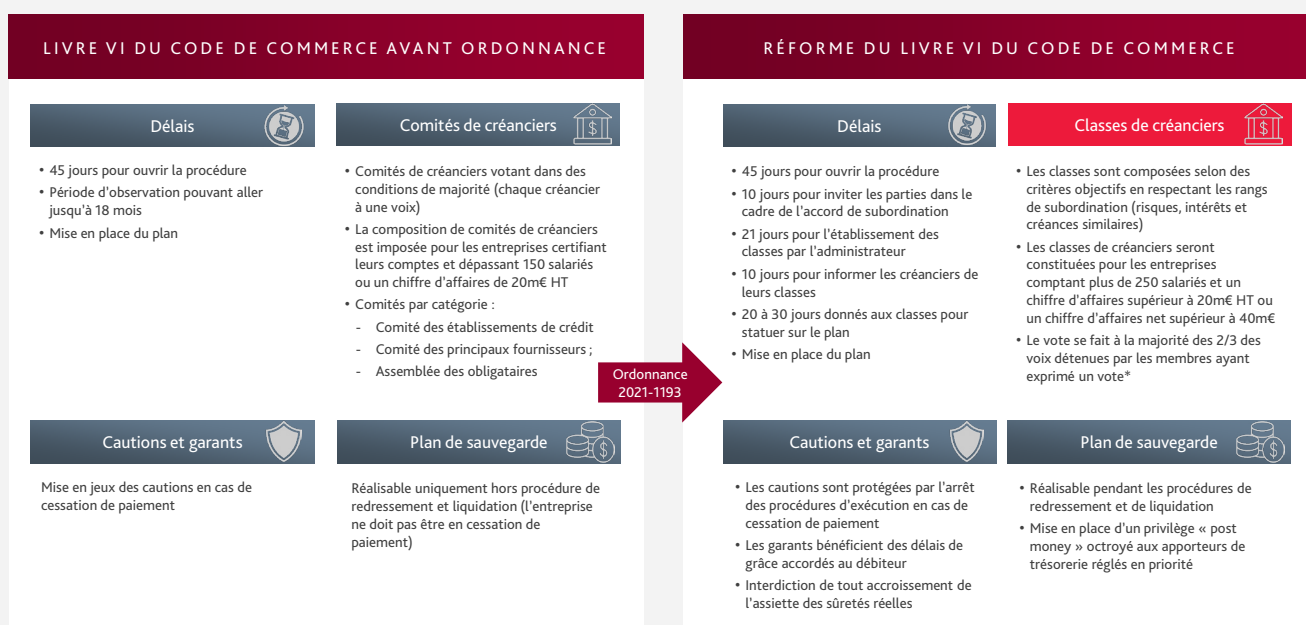 LIVRE VI DU CODE DE COMMERCE AVANT ORDONNANCE
Délais
• 45 jours pour ouvrir la procédure
• Période d'observation pouvant aller
jusqu'à 18 mois
• Mise en place du plan
Comités de créanciers
• Comités de créanciers votant dans des
conditions de majorité (chaque créancier
à une voix)
• La composition de comités de créanciers
est imposée pour les entreprises certifiant
leurs comptes et dépassant 150 salariés
ou un chiffre d'affaires de 20m€ HT
• Comités par catégorie :
- Comité des établissements de crédit
- Comité des principaux fournisseurs ;
- Assemblée des obligataires
Cautions et garants
Mise en jeux des cautions en cas de
cessation de paiement
Plan de sauvegarde
Réalisable uniquement hors procédure de
redressement et liquidation (l'entreprise
ne doit pas être en cessation de
paiement)
Ordonnance
2021-1193
RÉFORME DU LIVRE VI DU CODE DE COMMERCE
Délais
• 45 jours pour ouvrir la procédure
• 10 jours pour inviter les parties dans le
cadre de l'accord de subordination
• 21 jours pour l'établissement des
classes par l'administrateur
• 10 jours pour informer les créanciers de
leurs classes
• 20 à 30 jours donnés aux classes pour
statuer sur le plan
• Mise en place du plan
Classes de créanciers
• Les classes sont composées selon des
critères objectifs en respectant les rangs
de subordination (risques, intérêts et
créances similaires)
• Les classes de créanciers seront
constituées pour les entreprises
comptant plus de 250 salariés et un
chiffre d'affaires supérieur à 20m€ HT ou
un chiffre d'affaires net supérieur à 40m€
• Le vote se fait à la majorité des 2/3 des
voix détenues par les membres ayant
exprimé un vote*
Cautions et garants
• Les cautions sont protégées par l'arrêt
des procédures d'exécution en cas de
cessation de paiement
• Les garants bénéficient des délais de
grâce accordés au débiteur
• Interdiction de tout accroissement de
l'assiette des sûretés réelles
Plan de sauvegarde
• Réalisable pendant les procédures de
redressement et de liquidation
• Mise en place d'un privilège « post
money » octroyé aux apporteurs de
trésorerie réglés en priorité